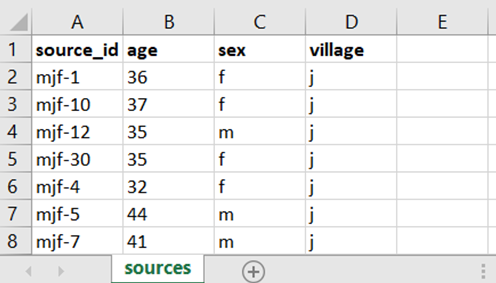 A B C D E
1 source_id age sex village
2 mjf-1 36 f j
3 mjf-10 37 f j
4 mjf-12 35 m j
5 mjf-30 35 f j
6 mjf-4 32 f j
7 mjf-5 44 m j
8 mjf-7 41 m j
sources